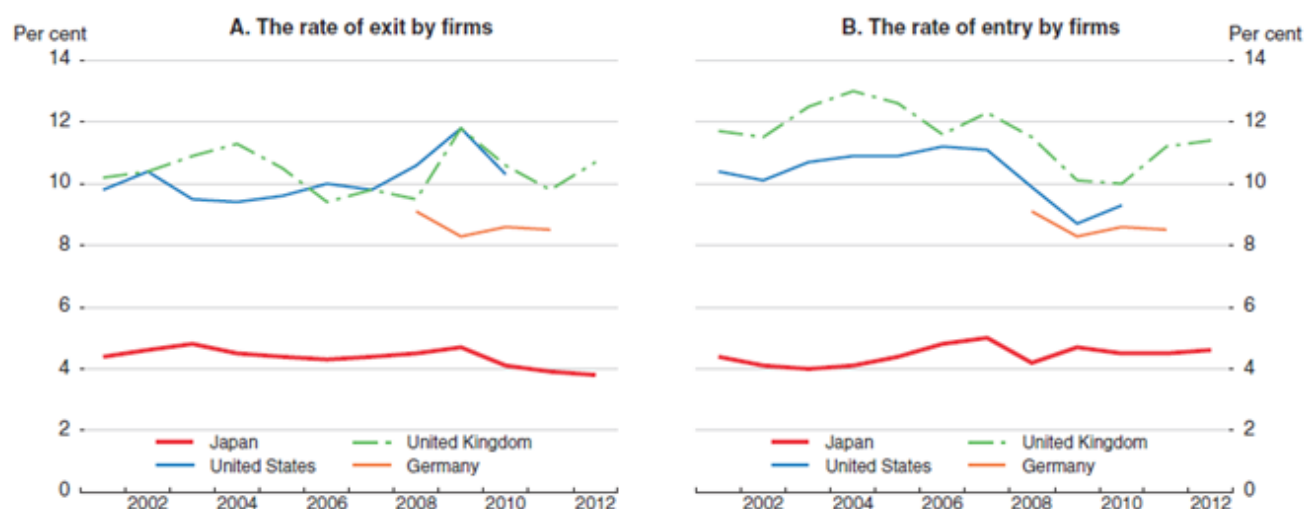 A. The rate of exit by firms
Per cent
14
12
10
8
6
4
2
0
Japan
United Kingdom
United States
Germany
2002 2004 2006 2008 2010 2012
B. The rate of entry by firms
Per cent
14
12
10
8
6
4
2
0
Japan
United Kingdom
United States
Germany
2002 2004 2006 2008 2010 2012